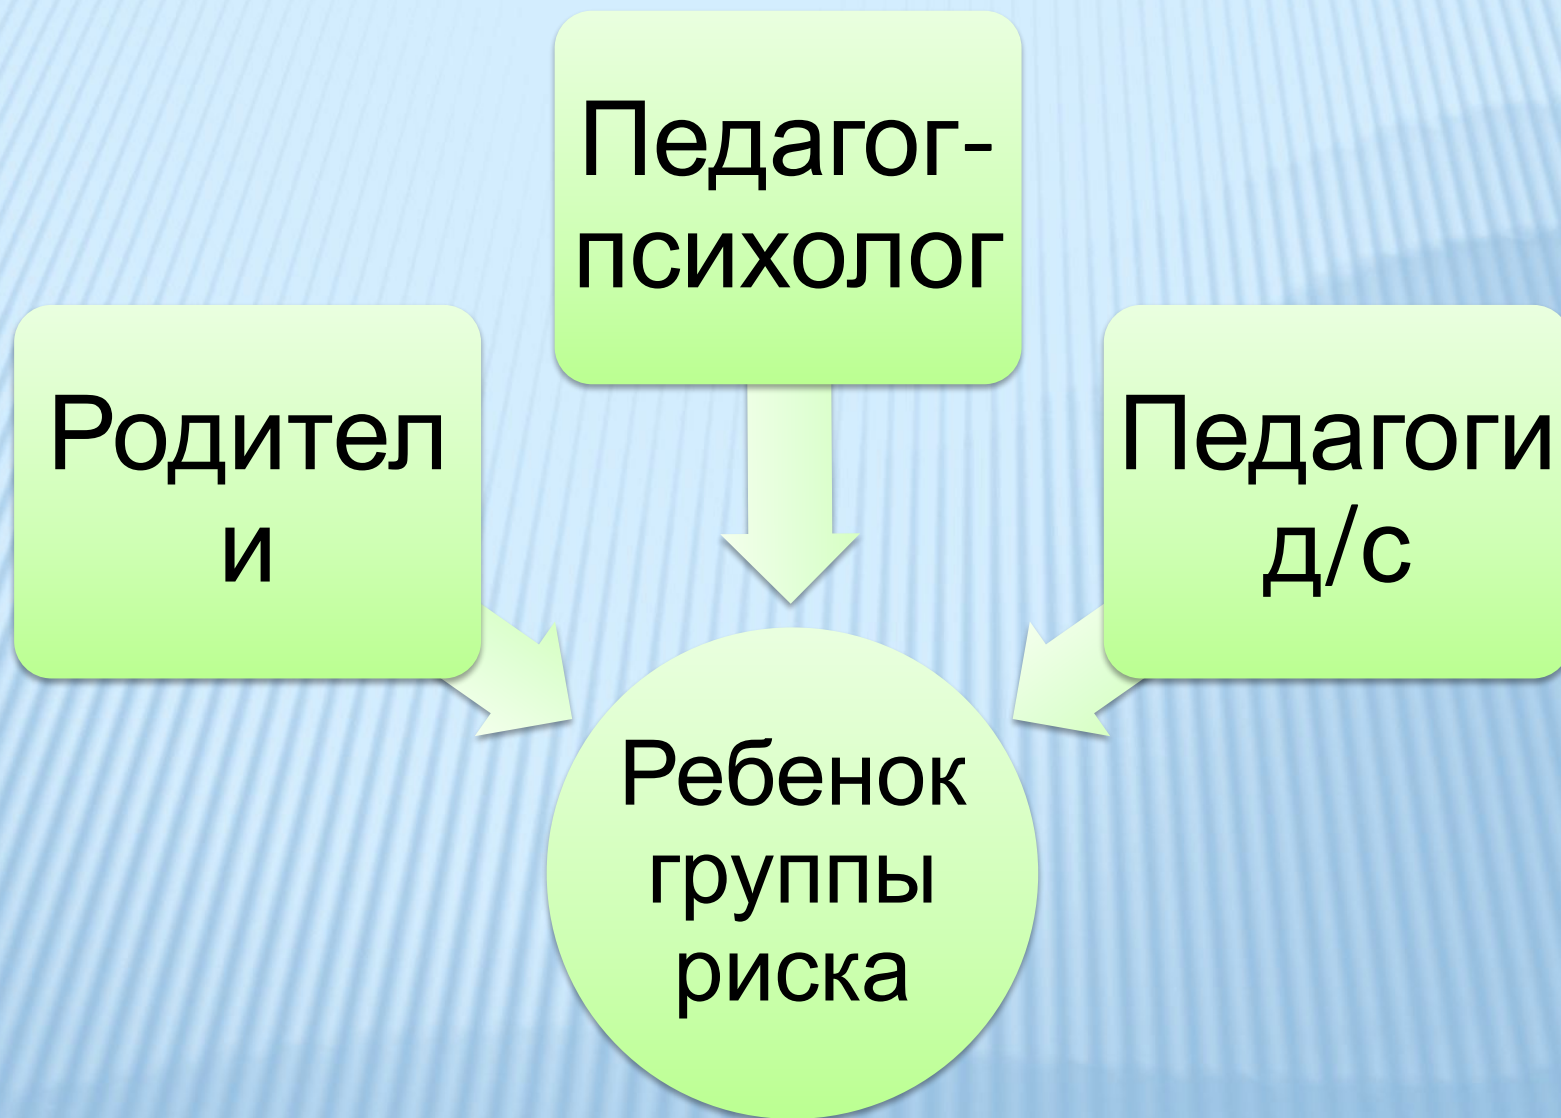 Педагог-
психолог
Родител
и
Педагоги
д/с
Ребенок
группы
риска